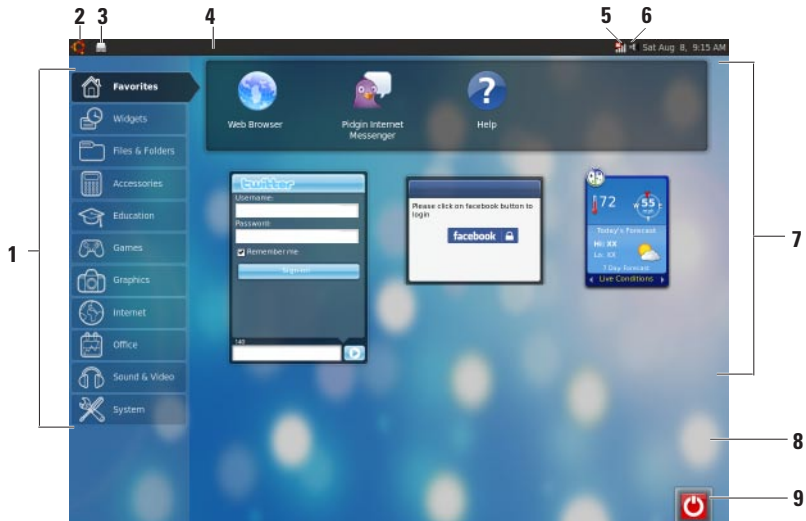 2 3 4 5 6
Sat Aug 8, 9:15 AM
1
Favorites
Widgets
Files & Folders
Accessories
Education
Games
Graphics
Internet
Office
Sound & Video
System
Web Browser
Pidgin Internet
Messenger
Help
twitter
Username:
Password:
Remember me
Sign in
140
Please click on facebook button to
login
facebook
72
55
Today's Forecast
Hi: XX
Lo: XX
7 Day Forecast
Live Conditions
7
8
9